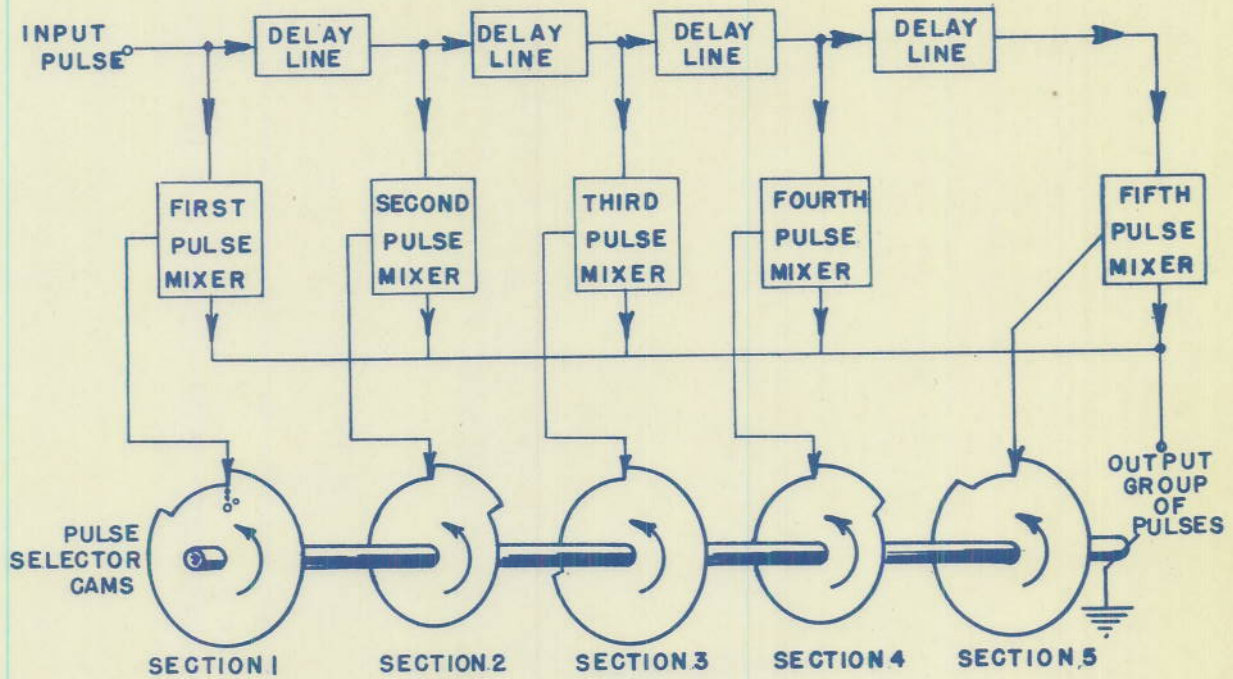 INPUT
PULSE
DELAY
LINE
DELAY
LINE
DELAY
LINE
DELAY
LINE
FIRST
PULSE
MIXER
SECOND
PULSE
MIXER
THIRD
PULSE
MIXER
FOURTH
PULSE
MIXER
FIFTH
PULSE
MIXER
OUTPUT
GROUP
OF
PULSES
PULSE
SELECTOR
CAMS
SECTION.1
SECTION.2
SECTION.3
SECTION.4
SECTION,5